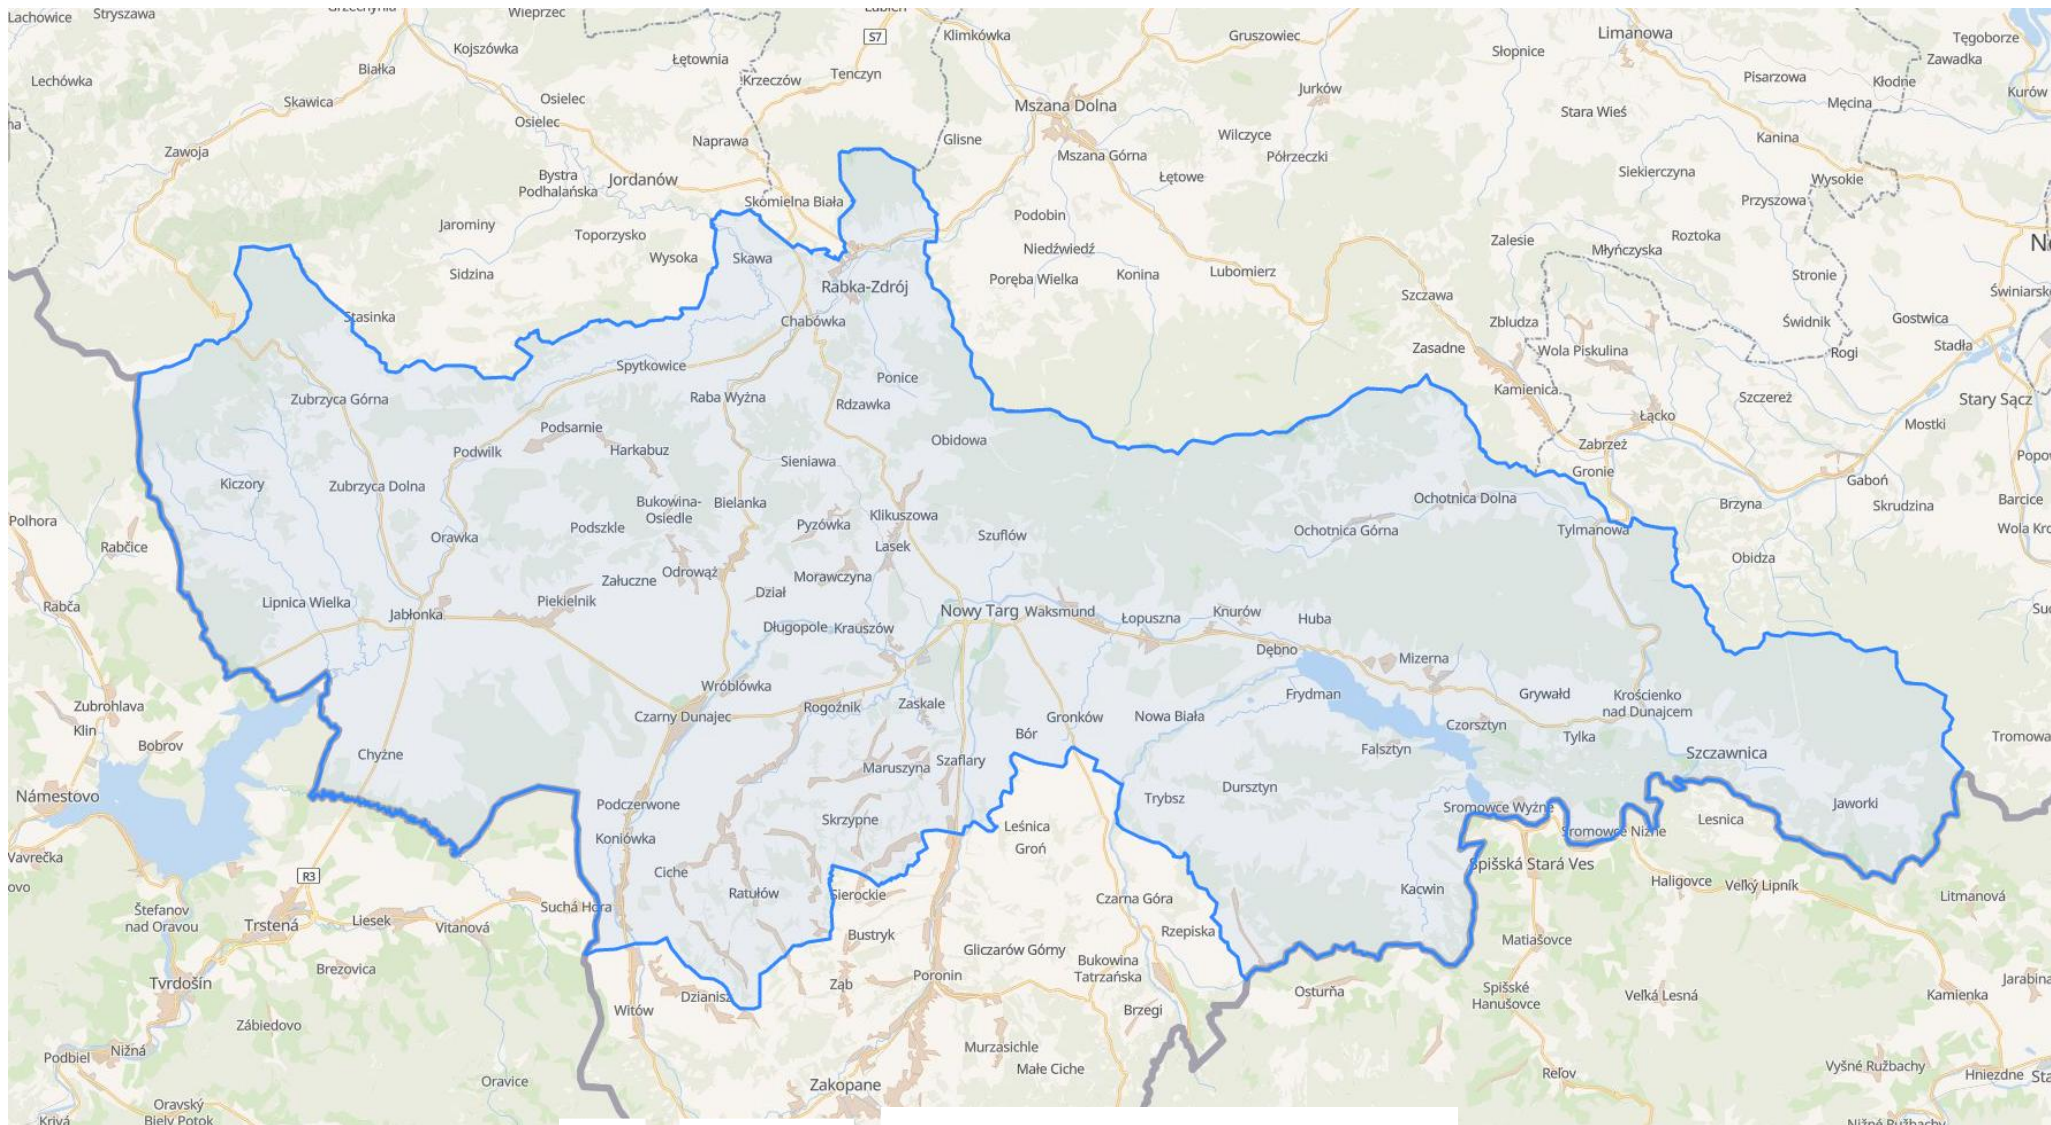 Lachowice
Stryszawa
Wieprzec
Klimkówka
Gruszowiec
Limanowa
Tęgoborze
Kojszówka
Słopnice
Zawadka
Łętownia
S7
Białka
Krzeczów
Tenczyn
Pisarzowa
Kłodne
Lechówka
Jurków
Kurów
Skawica
Osielec
Mszana Dolna
Męcina
Stara Wieś
Osielec
ha
Naprawa
Glisne
Wilczyce
Kanina
Zawoja
Mszana Górna
Półrzeczki
Bystra
Podhalańska
Jordanów
Łętowe
Siekierczyna
Wysokie
Skomielna Biała
Przyszowa
Jarominy
Podobin
Toporzysko
Niedźwiedź
Zalesie
Roztoka
Młyńczyska
Wysoka
Skawa
Sidzina
Poręba Wielka
Konina
Lubomierz
Stronie
Rabka-Zdrój
Szczawa
Świniarsk
Stasinka
Chabówka
Zbludza
Świdnik
Gostwica
Zasadne
Wola Piskulina
Rogi
Stadła
Spytkowice
Ponice
Kamienica
Zubrzyca Górna
Raba Wyżna
Rdzawka
Szczereż
Stary Sącz
Łącko
Podsarnie
Mostki
Obidowa
Podwilk
Harkabuz
Zabrzeż
Popo
Sieniawa
Gronie
Kiczory
Zubrzyca Dolna
Gaboń
Bukowina-
Osiedle
Bielanka
Ochotnica Dolna
Brzyna
Skrudzina
Barcice
Polhora
Podszkle
Pyzówka
Klikuszowa
Ochotnica Górna
Tylmanowa
Wola Kro
Rabčice
Orawka
Lasek
Szuflów
Obidza
Załuczne
Odrowąż
Morawczyna
Dział
Rabča
Lipnica Wielka
Jabłonka
Piekielnik
Nowy Targ
Waksmund
Łopuszna
Knurów
Huba
Długopole
Krauszów
Dębno
Mizerna
Wróblówka
Zubrohlava
Zaskale
Frydman
Grywałd
Krościenko
nad Dunajcem
Rogoźnik
Klin
Czarny Dunajec
Gronków
Nowa Biała
Czorsztyn
Bór
Tylka
Tromowa
Bobrov
Chyżne
Falsztyn
Szczawnica
Maruszyna
Szaflary
Námestovo
Dursztyn
Trybsz
Podczerwone
Sromowce Wyżne
Jaworki
Skrzypne
Leśnica
Lesnica
Koniówka
Sromowce Niżne
Groń
Vavrečka
Spišská Stará Ves
R3
Ciche
Haligovce
Veľký Lipník
Ratułów
Sierockie
Kacwin
Litmanová
Czarna Góra
Suchá Hora
Štefanov
nad Oravou
Trstená
Liesek
Vitanová
Bustryk
Rzepiska
Matiašovce
Gliczarów Górny
Bukowina
Tatrzańska
Brezovica
Poronin
Tvrdošín
Ząb
Jarabina
Osturňa
Spišské
Hanušovce
Dzianisz
Veľká Lesná
Kamienka
Witów
Brzegi
Zábiedovo
Murzasichle
Nižná
Podbiel
Małe Ciche
Vyšné Ružbachy
Reľov
Hniezdne
Oravice
Zakopane
Oravský
Biely Potok
Krivá
Nižné Ružbachy